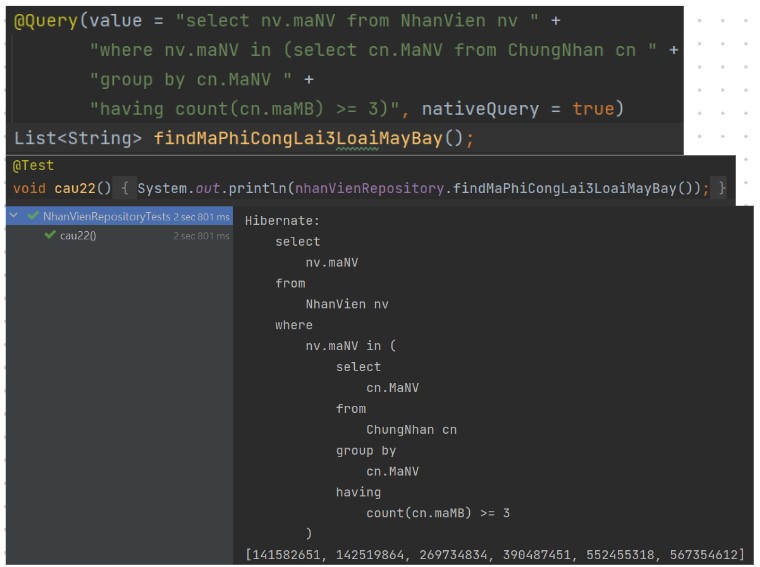 @Query(value = "select nv.maNV from NhanVien nv " +
"where nv.maNV in (select cn.MaNV from ChungNhan cn " +
"group by cn.MaNV " +
"having count(cn.maMB) >= 3)", nativeQuery = true)
List<String> findMaPhiCongLai3LoaiMayBay();
@Test
void cau22() { System.out.println(nhanVienRepository.findMaPhiCongLai3LoaiMayBay()); }
NhanVienRepositoryTests 2 sec 801 ms
cau22() 2 sec 801 ms
Hibernate:
select
nv.maNV
from
NhanVien nv
where
nv.maNV in (
select
cn.MaNV
from
ChungNhan cn
group by
cn.MaNV
having
count(cn.maMB) >= 3
)
[141582651, 142519864, 269734834, 390487451, 552455318, 567354612]